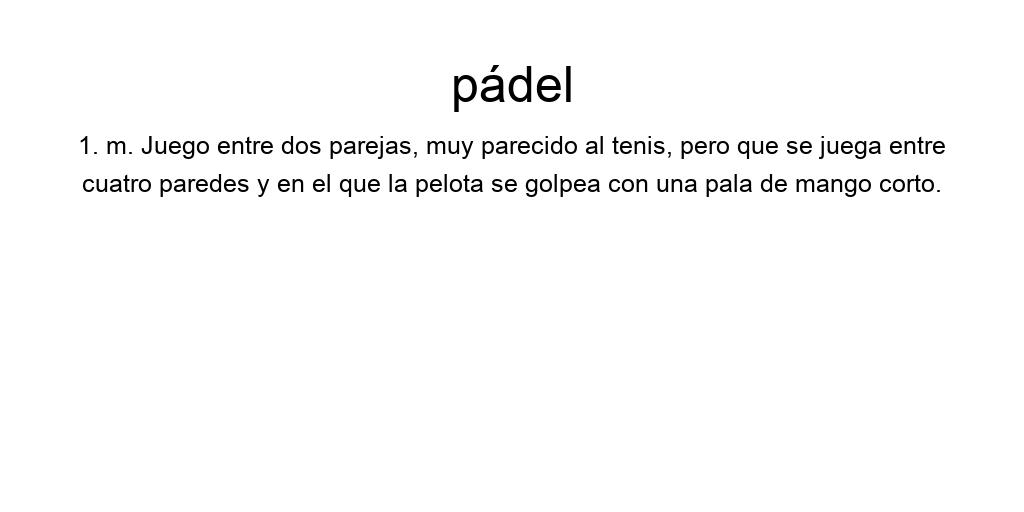 pádel
1. m. Juego entre dos parejas, muy parecido al tenis, pero que se juega entre
cuatro paredes y en el que la pelota se golpea con una pala de mango corto.